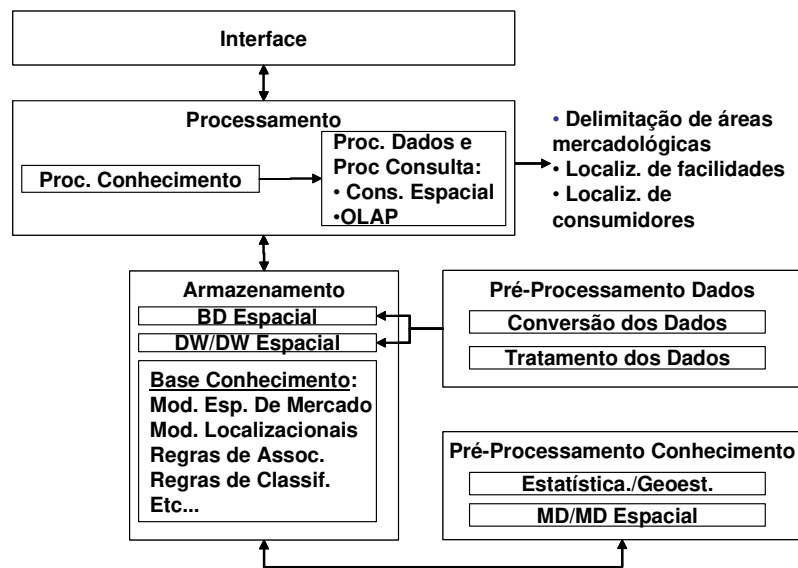 Interface
Processamento
Proc. Conhecimento
Proc. Dados e
Proc Consulta:
• Cons. Espacial
•OLAP
• Delimitação de áreas
mercadológicas
• Localiz. de facilidades
• Localiz. de
consumidores
Armazenamento
BD Espacial
DW/DW Espacial
Base Conhecimento:
Mod. Esp. De Mercado
Mod. Localizacionais
Regras de Assoc.
Regras de Classif.
Etc...
Pré-Processamento Dados
Conversão dos Dados
Tratamento dos Dados
Pré-Processamento Conhecimento
Estatística./Geoest.
MD/MD Espacial